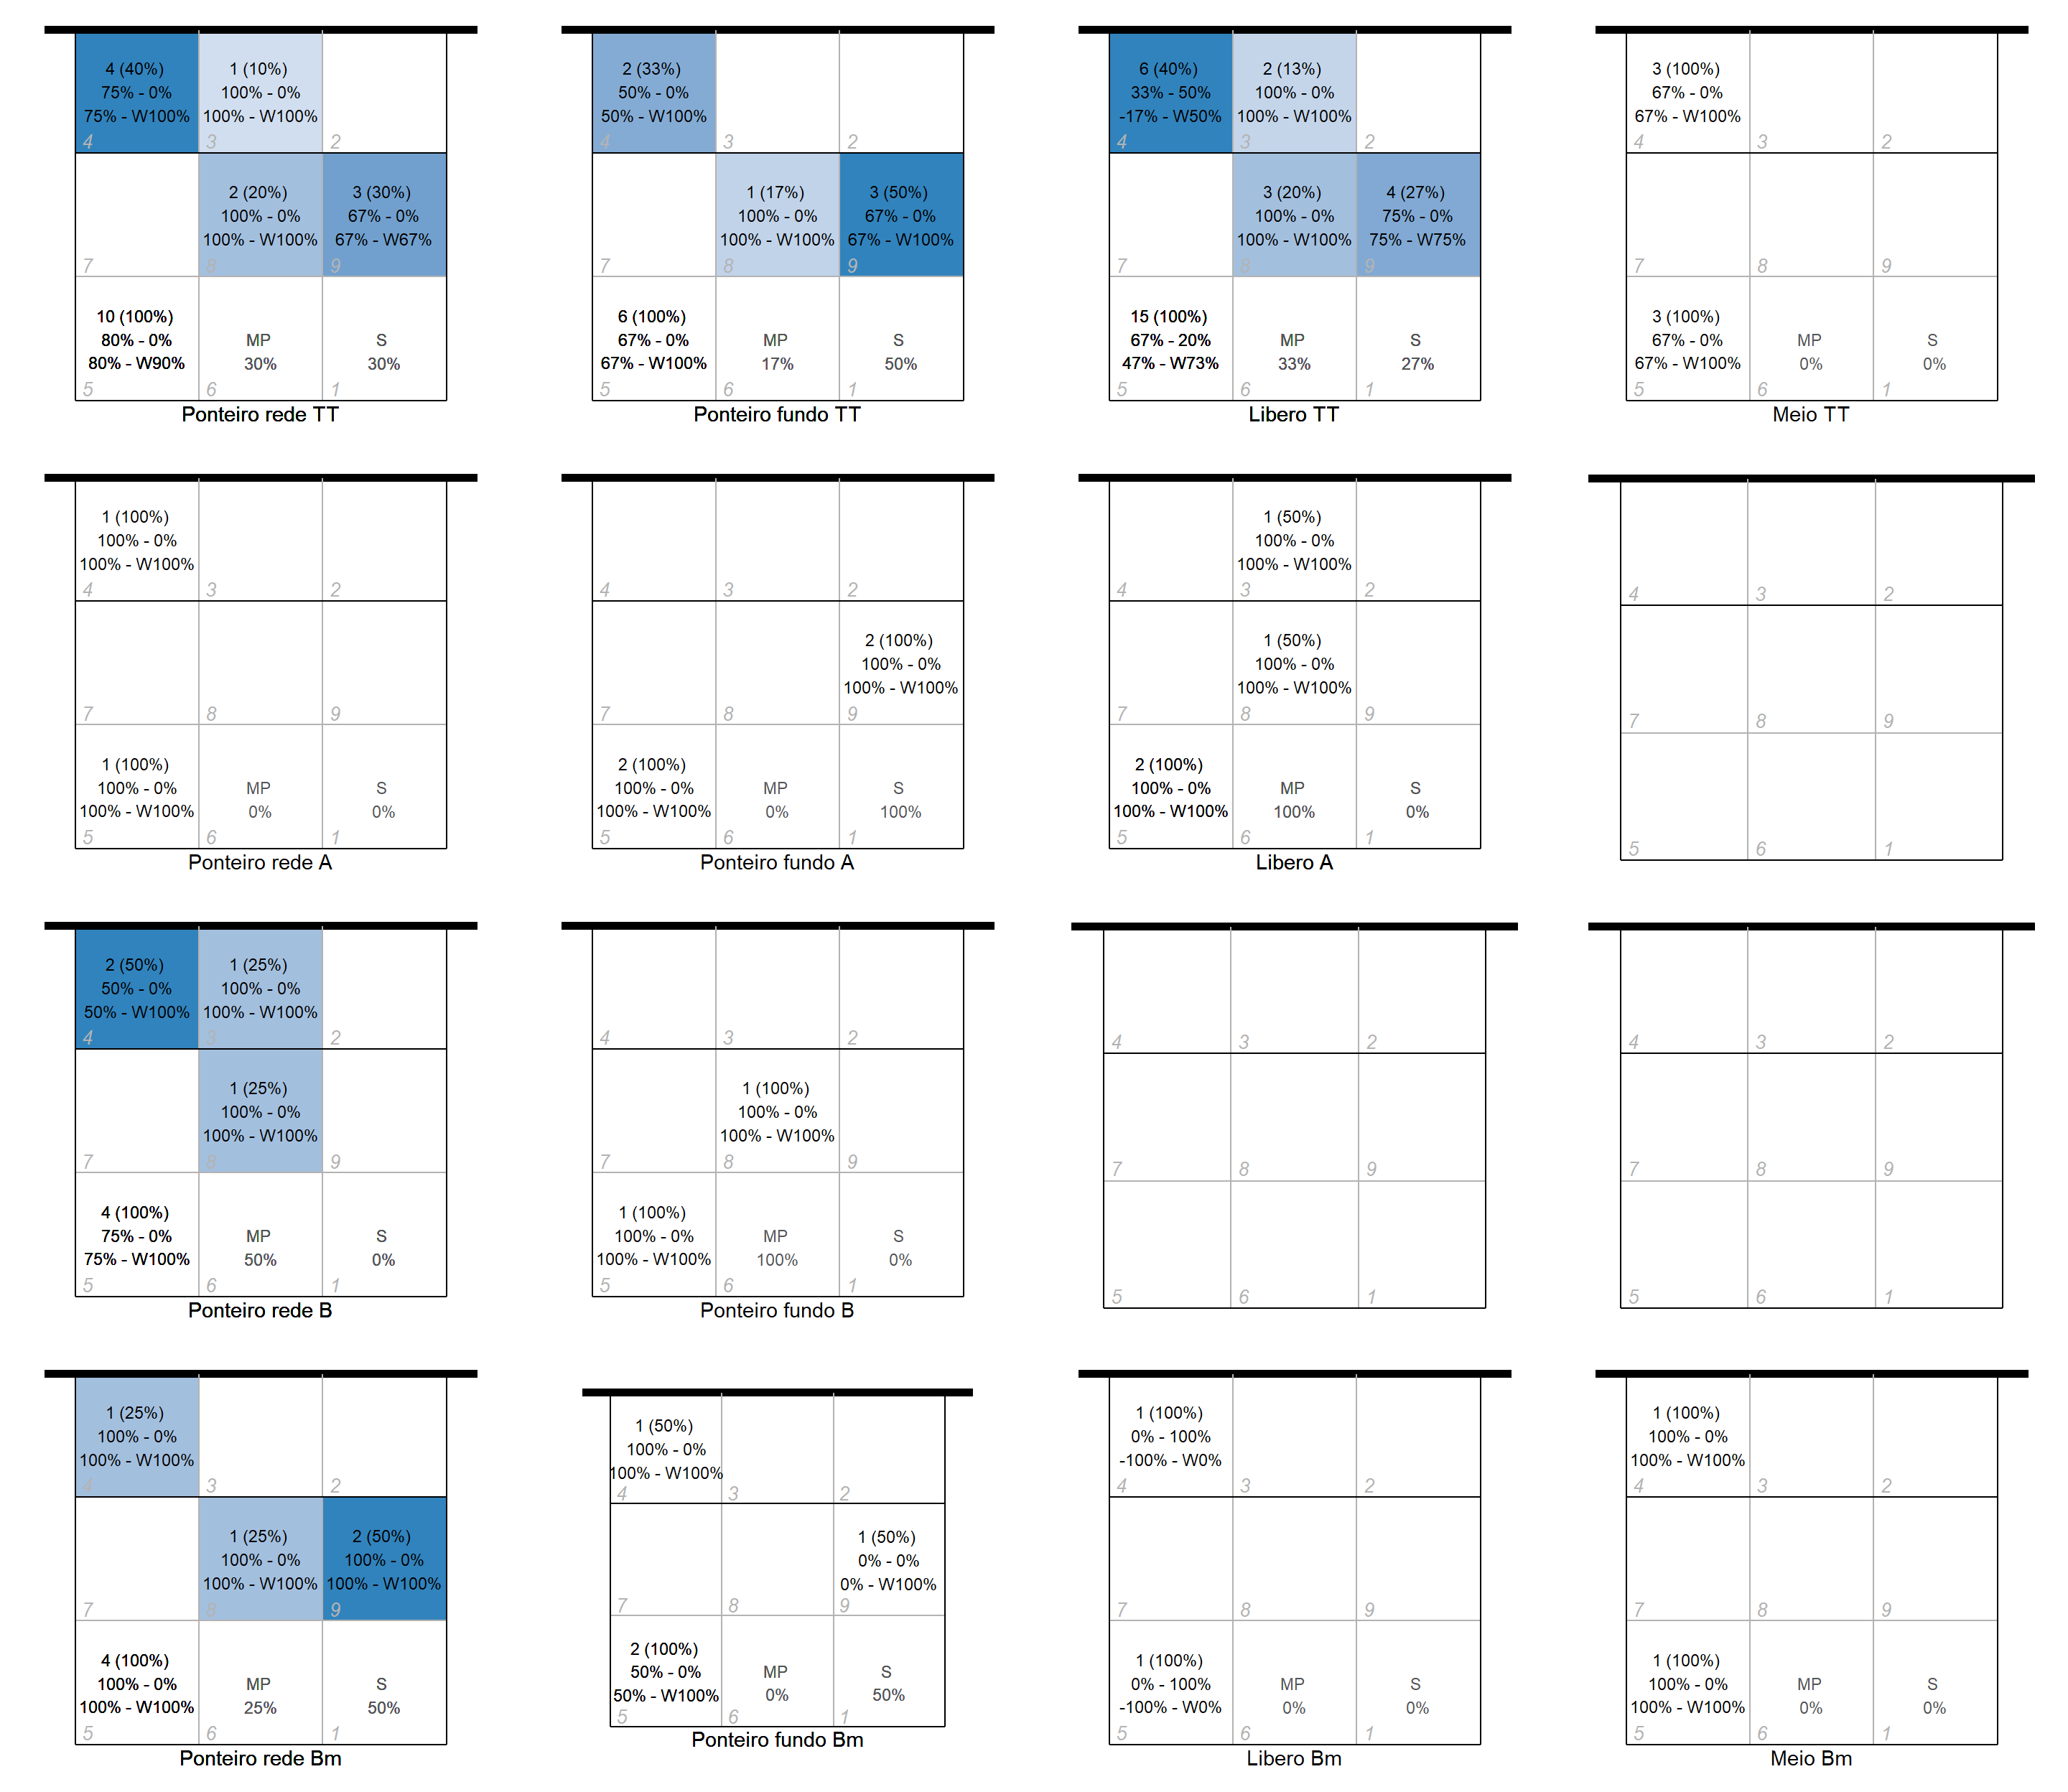 4 (40%)
75% - 0%
75% - W100%
4
1 (10%)
100% - 0%
100% - W100%
3
2
7
2 (20%)
100% - 0%
100% - W100%
8
3 (30%)
67% - 0%
67% - W67%
9
10 (100%)
80% - 0%
80% - W90%
5
MP
30%
6
S
30%
1
Ponteiro rede TT
2 (33%)
50% - 0%
50% - W100%
4
3
2
7
1 (17%)
100% - 0%
100% - W100%
8
3 (50%)
67% - 0%
67% - W100%
9
6 (100%)
67% - 0%
67% - W100%
5
MP
17%
6
S
50%
1
Ponteiro fundo TT
6 (40%)
33% - 50%
-17% - W50%
4
2 (13%)
100% - 0%
100% - W100%
3
2
7
3 (20%)
100% - 0%
100% - W100%
8
4 (27%)
75% - 0%
75% - W75%
9
15 (100%)
67% - 20%
47% - W73%
5
MP
33%
6
S
27%
1
Libero TT
3 (100%)
67% - 0%
67% - W100%
4
3
2
7
8
9
3 (100%)
67% - 0%
67% - W100%
5
MP
0%
6
S
0%
1
Meio TT
1 (100%)
100% - 0%
100% - W100%
4
3
2
7
8
9
1 (100%)
100% - 0%
100% - W100%
5
MP
0%
6
S
0%
1
Ponteiro rede A
4
3
2
7
8
2 (100%)
100% - 0%
100% - W100%
9
2 (100%)
100% - 0%
100% - W100%
5
MP
0%
6
S
100%
1
Ponteiro fundo A
4
1 (50%)
100% - 0%
100% - W100%
3
2
7
1 (50%)
100% - 0%
100% - W100%
8
9
2 (100%)
100% - 0%
100% - W100%
5
MP
100%
6
S
0%
1
Libero A
4
3
2
7
8
9
5
6
1
2 (50%)
50% - 0%
50% - W100%
4
1 (25%)
100% - 0%
100% - W100%
3
2
7
1 (25%)
100% - 0%
100% - W100%
8
9
4 (100%)
75% - 0%
75% - W100%
5
MP
50%
6
S
0%
1
Ponteiro rede B
4
3
2
7
1 (100%)
100% - 0%
100% - W100%
8
9
1 (100%)
100% - 0%
100% - W100%
5
MP
100%
6
S
0%
1
Ponteiro fundo B
4
3
2
7
8
9
5
6
1
4
3
2
7
8
9
5
6
1
1 (25%)
100% - 0%
100% - W100%
4
3
2
7
1 (25%)
100% - 0%
100% - W100%
8
2 (50%)
100% - 0%
100% - W100%
9
4 (100%)
100% - 0%
100% - W100%
5
MP
25%
6
S
50%
1
Ponteiro rede Bm
1 (50%)
100% - 0%
100% - W100%
4
3
2
7
8
1 (50%)
0% - 0%
0% - W100%
9
2 (100%)
50% - 0%
50% - W100%
5
MP
0%
6
S
50%
1
Ponteiro fundo Bm
1 (100%)
0% - 100%
-100% - W0%
4
3
2
7
8
9
1 (100%)
0% - 100%
-100% - W0%
5
MP
0%
6
S
0%
1
Libero Bm
1 (100%)
100% - 0%
100% - W100%
4
3
2
7
8
9
1 (100%)
100% - 0%
100% - W100%
5
MP
0%
6
S
0%
1
Meio Bm